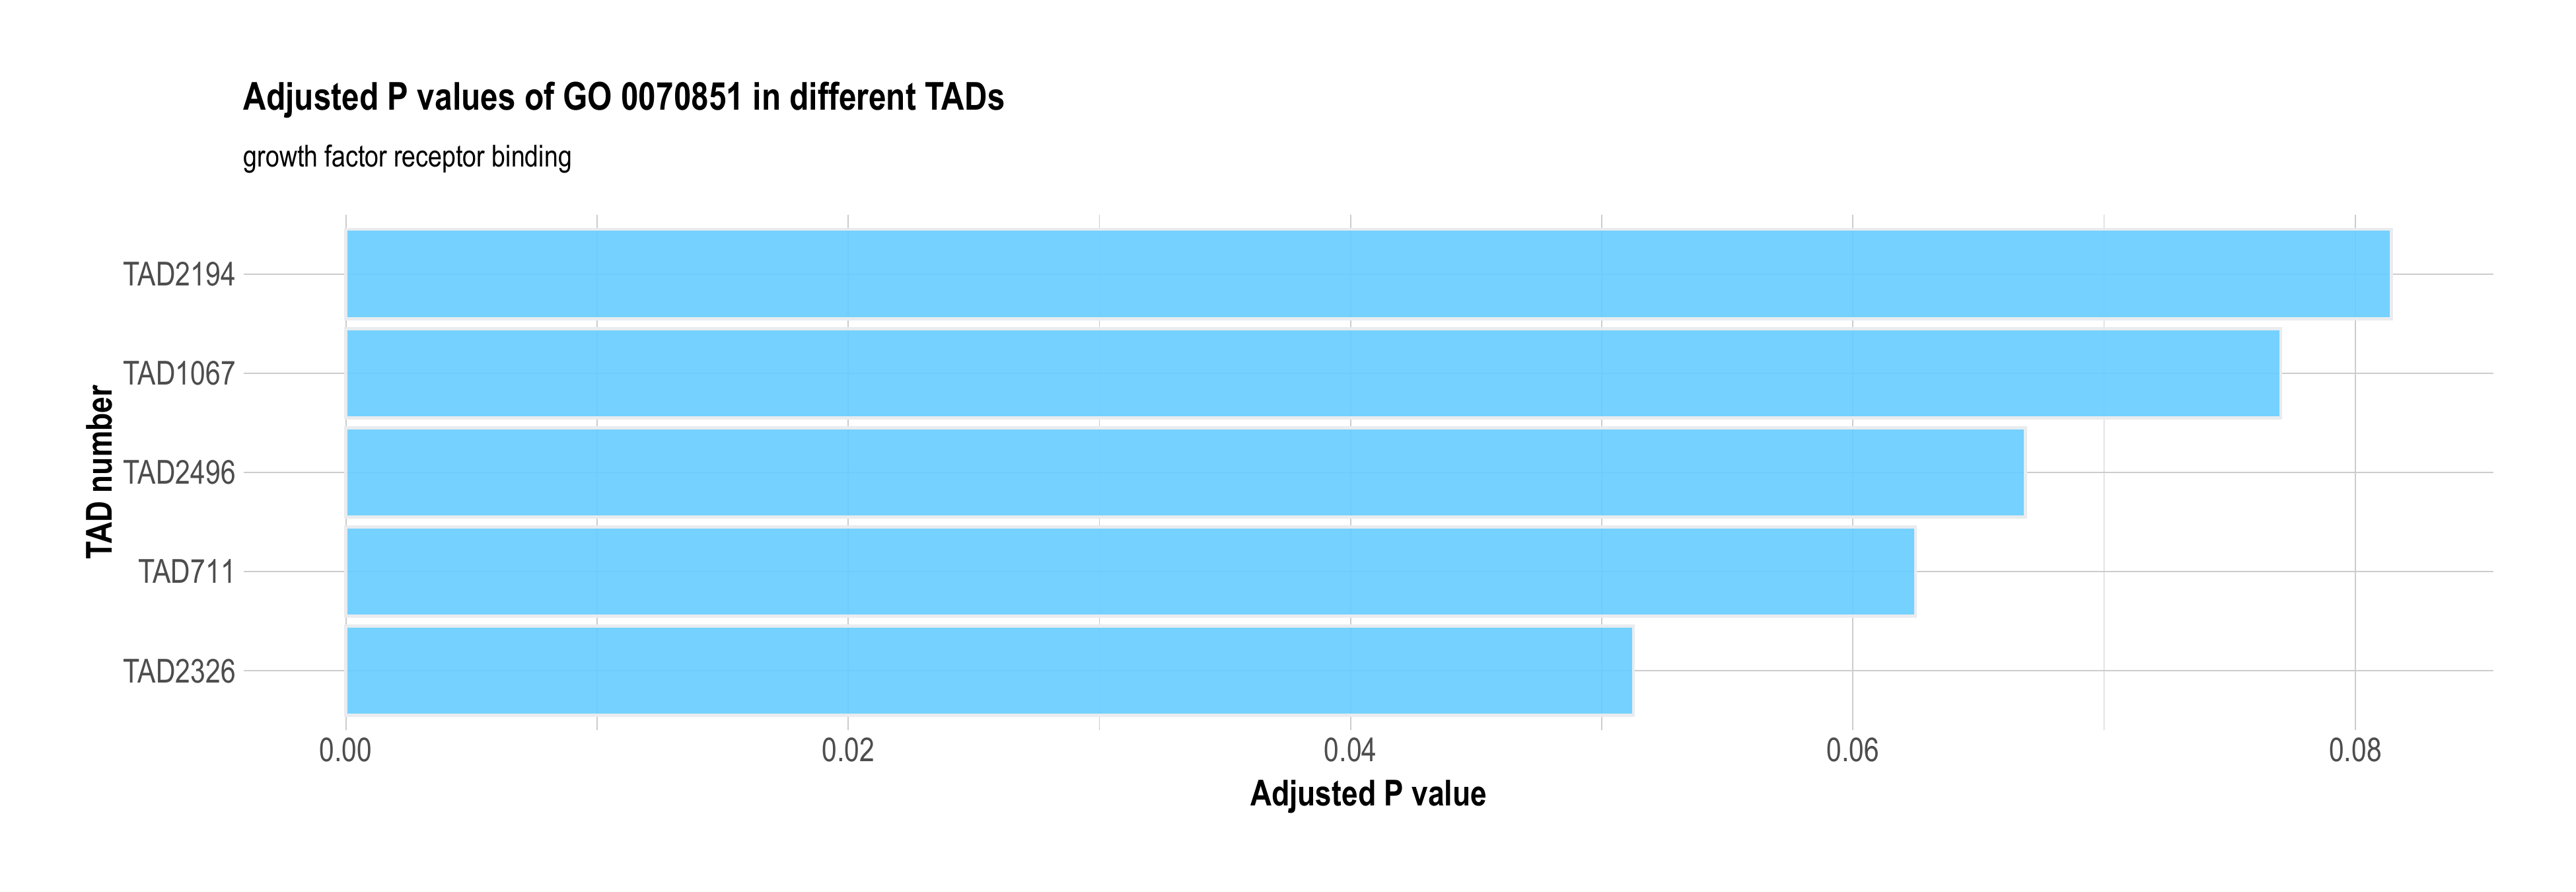 Adjusted P values of GO 0070851 in different TADs
growth factor receptor binding
TAD number
TAD2194
TAD1067
TAD2496
TAD711
TAD2326
0.00 0.02 0.04 0.06 0.08
Adjusted P value